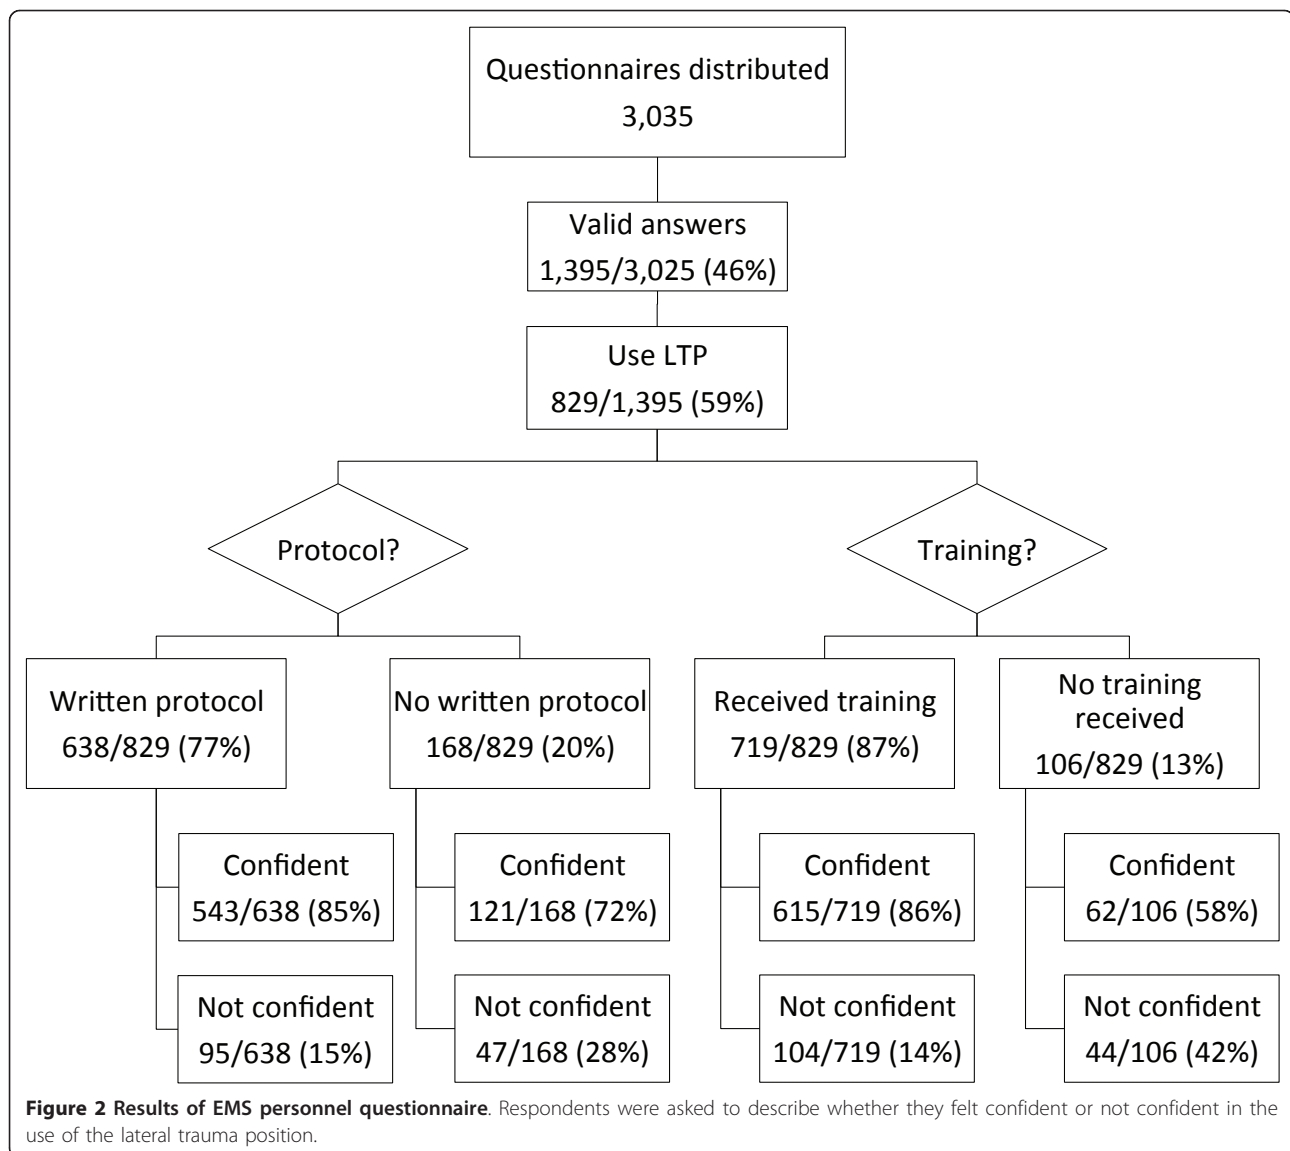 Questionnaires distributed
3,035
Valid answers
1,395/3,025 (46%)
Use LTP
829/1,395 (59%)
Protocol?
Training?
Written protocol
638/829 (77%)
No written protocol
168/829 (20%)
Received training
719/829 (87%)
No training
received
106/829 (13%)
Confident
543/638 (85%)
Confident
121/168 (72%)
Confident
615/719 (86%)
Confident
62/106 (58%)
Not confident
95/638 (15%)
Not confident
47/168 (28%)
Not confident
104/719 (14%)
Not confident
44/106 (42%)
Figure 2 Results of EMS personnel questionnaire. Respondents were asked to describe whether they felt confident or not confident in the
use of the lateral trauma position.